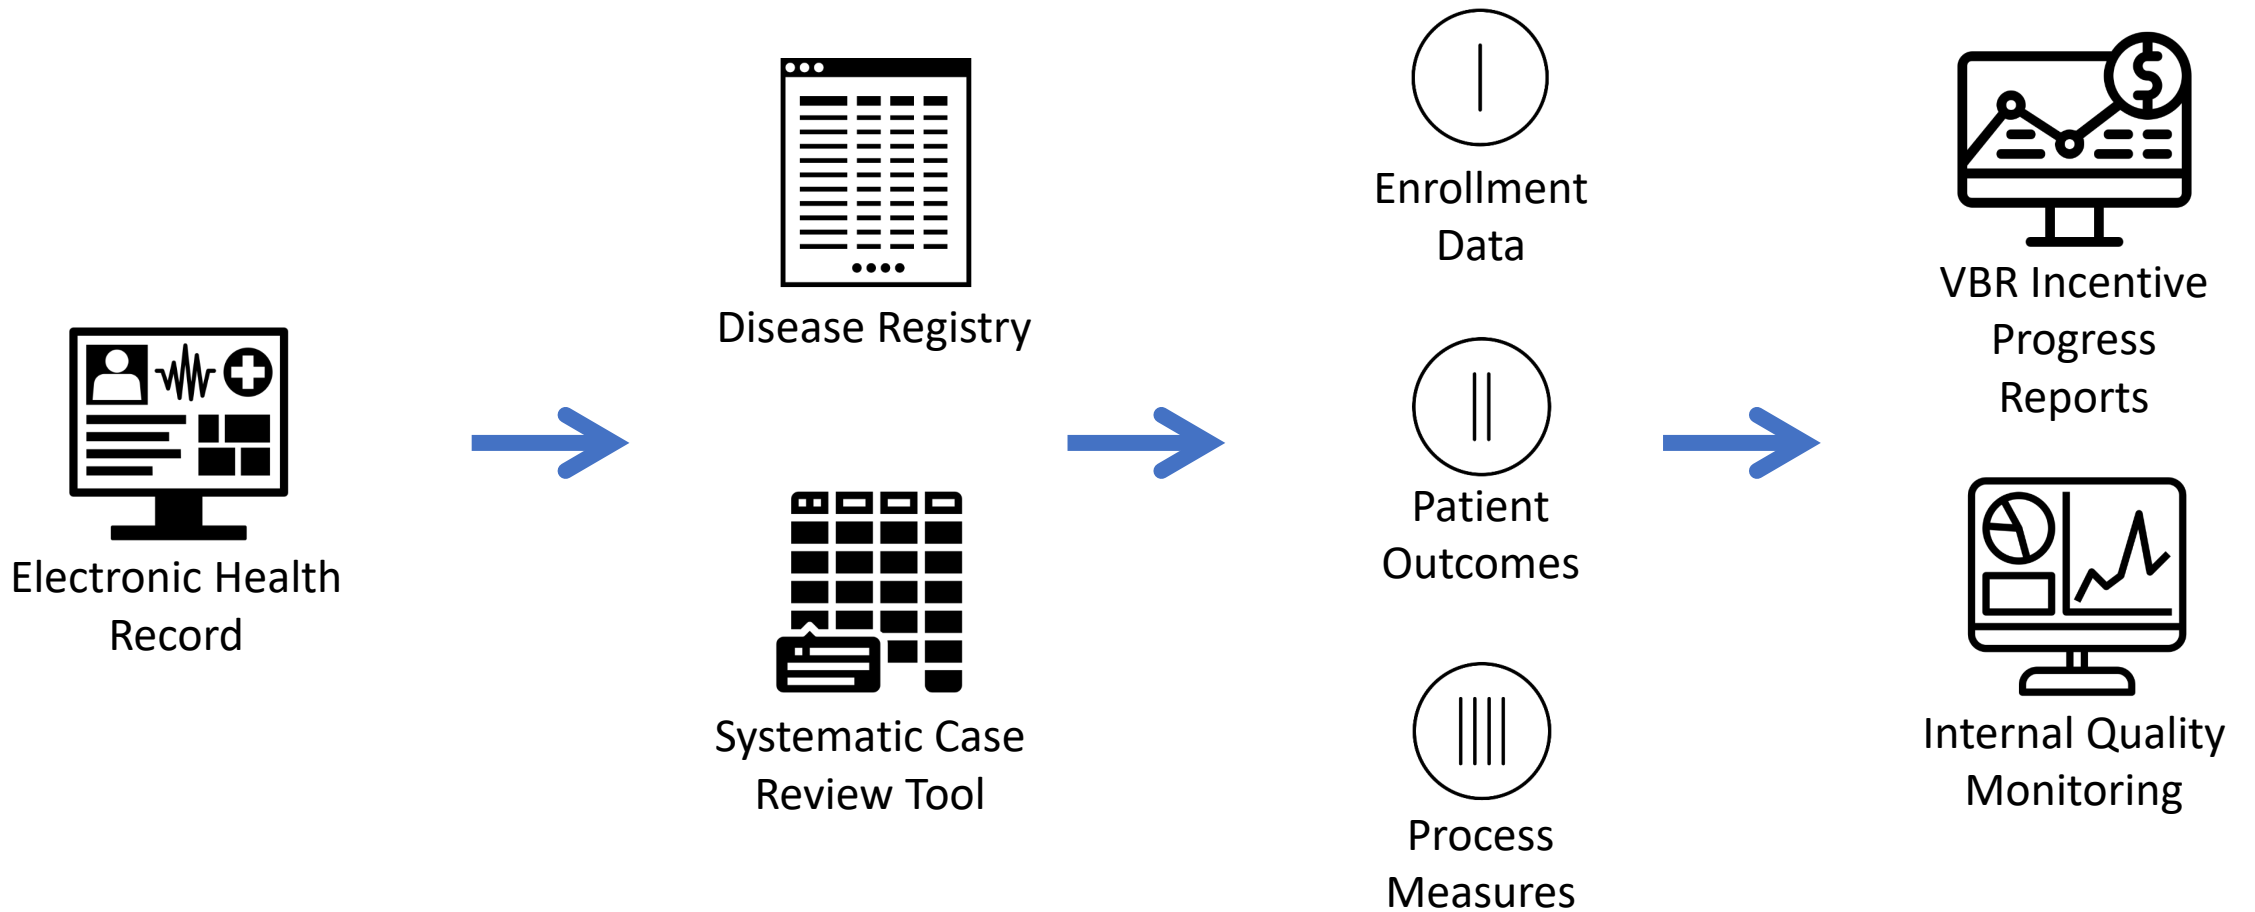 Electronic Health
Record
Disease Registry
Systematic Case
Review Tool
Enrollment
Data
Patient
Outcomes
Process
Measures
$
VBR Incentive
Progress
Reports
Internal Quality
Monitoring